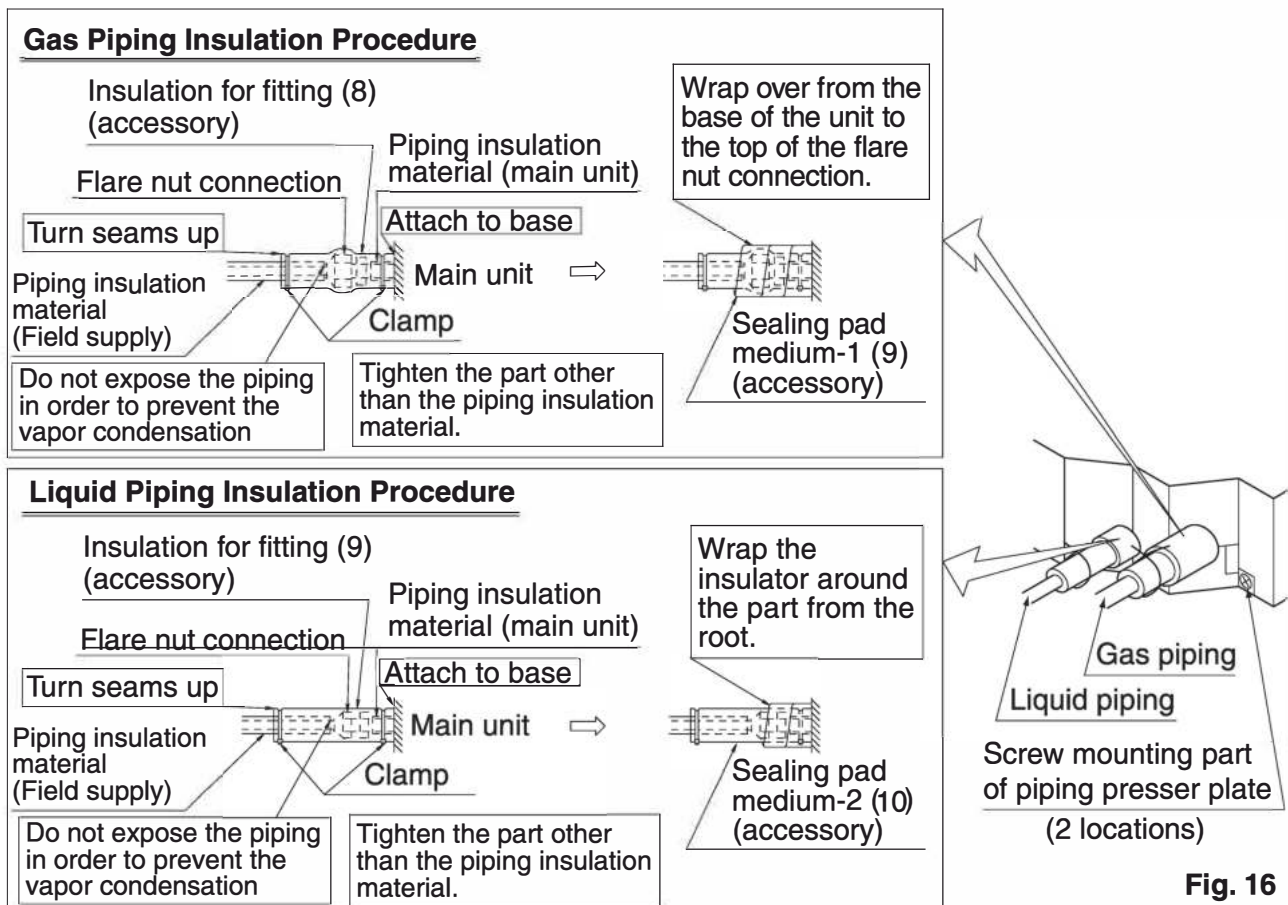 Gas Piping Insulation Procedure
Insulation for fitting (8)
(accessory)
Piping insulation
material (main unit)
Flare nut connection
Turn seams up
Attach to base
Main unit
Piping insulation
material
(Field supply)
Clamp
Do not expose the piping
in order to prevent the
vapor condensation
Tighten the part other
than the piping insulation
material.
Wrap over from the
base of the unit to
the top of the flare
nut connection.
Sealing pad
medium-1 (9)
(accessory)
Liquid Piping Insulation Procedure
Insulation for fitting (9)
(accessory)
Piping insulation
material (main unit)
Flare nut connection
Turn seams up
Attach to base
Main unit
Piping insulation
material
(Field supply)
Clamp
Do not expose the piping
in order to prevent the
vapor condensation
Tighten the part other
than the piping insulation
material.
Wrap the
insulator around
the part from the
root.
Sealing pad
medium-2 (10)
(accessory)
Gas piping
Liquid piping
Screw mounting part
of piping presser plate
(2 locations)
Fig. 16